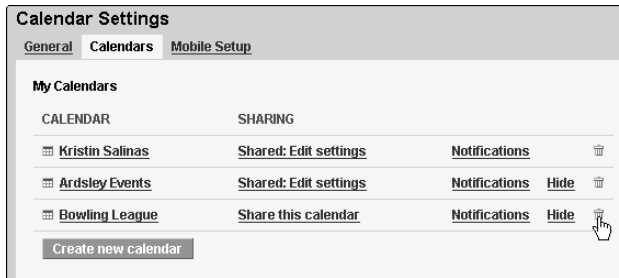 Calendar Settings
General Calendars Mobile Setup
My Calendars
CALENDAR SHARING
Kristin Salinas Shared: Edit settings Notifications
Ardsley Events Shared: Edit settings Notifications Hide
Bowling League Share this calendar Notifications Hide
Create new calendar